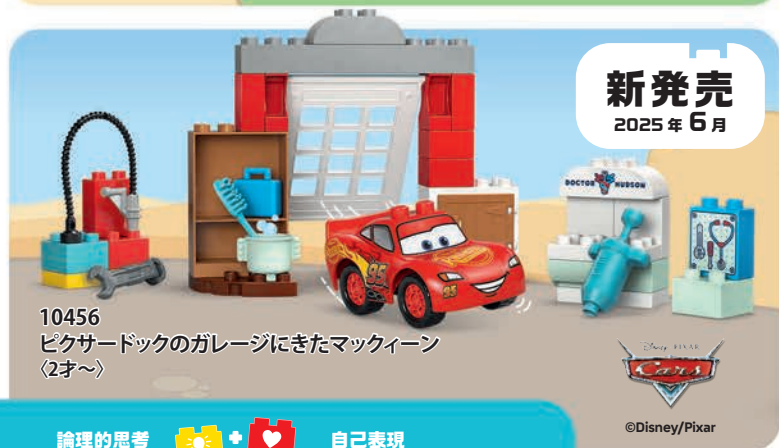 新発売
2025年6月
DOCTOR HUDSON
95
95
10456
ピクサードックのガレージにきたマックィーン
〈2才～〉
Disney PIXAR
Cars
©Disney/Pixar
論理的思考
+
自己表現